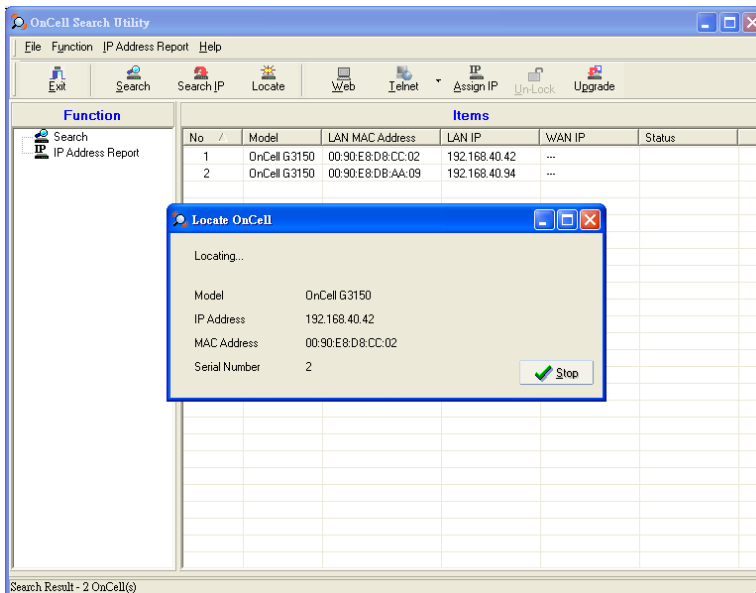 OnCell Search Utility
File Function IP Address Report Help
Exit Search Search IP Locate Web Telnet Assign IP Un-Lock Upgrade
Function
Items
Search
IP Address Report
No Model LAN MAC Address LAN IP WAN IP Status
1 OnCell G3150 00:90:E8:D8:CC:02 192.168.40.42 ...
2 OnCell G3150 00:90:E8:DB:AA:09 192.168.40.94 ...
Locate OnCell
Locating...
Model OnCell G3150
IP Address 192.168.40.42
MAC Address 00:90:E8:D8:CC:02
Serial Number 2
Stop
Search Result - 2 OnCell(s)